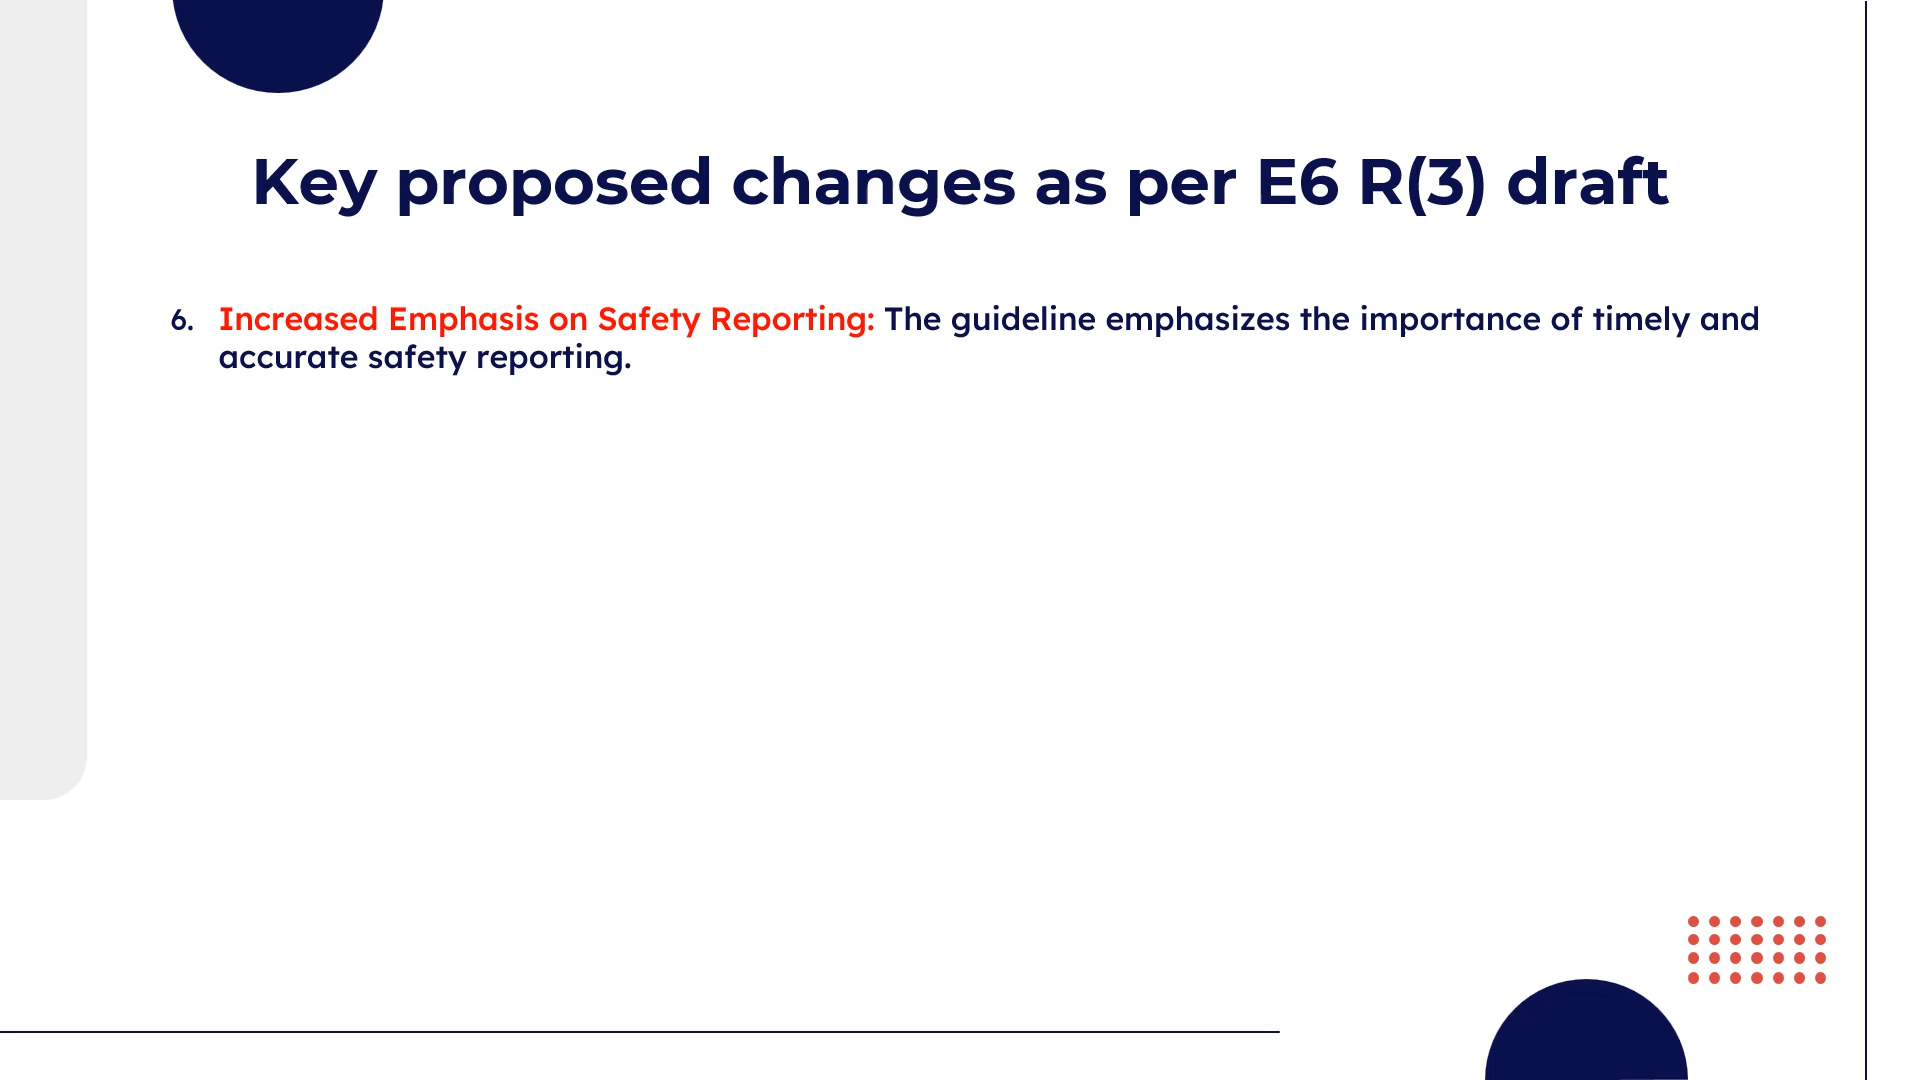 Key proposed changes as per E6 R(3) draft
6. Increased Emphasis on Safety Reporting: The guideline emphasizes the importance of timely and
accurate safety reporting.